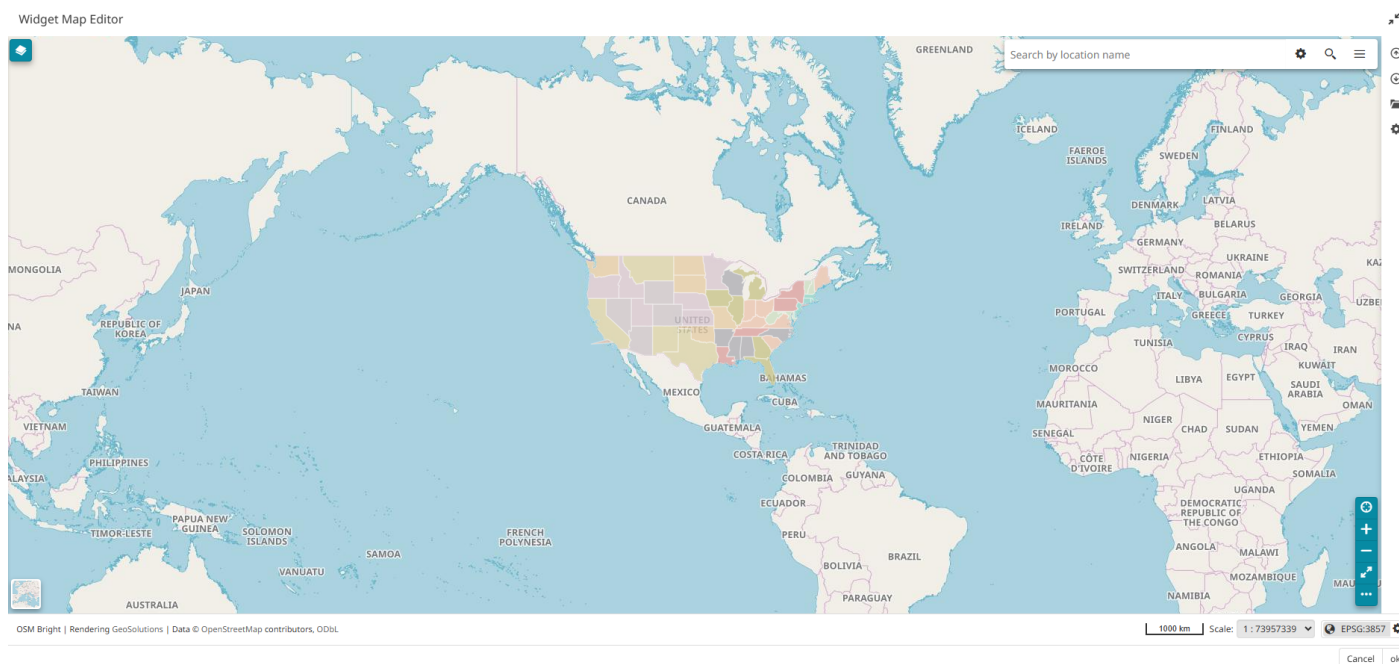 Widget Map Editor
Search by location name
GREENLAND
ICELAND
FINLAND
FAEROE
ISLANDS
SWEDEN
CANADA
DENMARK
LATVIA
IRELAND
BELARUS
GERMANY
UKRAINE
MONGOLIA
SWITZERLAND
ROMANIA
KAZ
JAPAN
ITALY
BULGARIA
GEORGIA
UZBE
PORTUGAL
GREECE
TURKEY
UNITED
STATES
NA
REPUBLIC OF
KOREA
CYPRUS
TUNISIA
IRAQ
IRAN
MOROCCO
KUWAIT
BAHAMAS
LIBYA
EGYPT
SAUDI
ARABIA
TAIWAN
MEXICO
CUBA
MAURITANIA
OMAN
VIETNAM
GUATEMALA
NIGER
CHAD
SUDAN
YEMEN
SENEGAL
PHILIPPINES
COSTA RICA
TRINIDAD
AND TOBAGO
CÔTE
D'IVOIRE
NIGERIA
ETHIOPIA
ALAYSIA
COLOMBIA
GUYANA
SOMALIA
UGANDA
ECUADOR
DEMOCRATIC
REPUBLIC OF
THE CONGO
PAPUA NEW
GUINEA
TIMOR-LESTE
SOLOMON
ISLANDS
FRENCH
POLYNESIA
PERU
SAMOA
ANGOLA
MALAWI
BRAZIL
BOLIVIA
VANUATU
MOZAMBIQUE
MAU
AUSTRALIA
PARAGUAY
NAMIBIA
OSM Bright | Rendering GeoSolutions | Data © OpenStreetMap contributors, ODbL
1000 km Scale: 1 : 73957339 EPSG:3857
Cancel ok